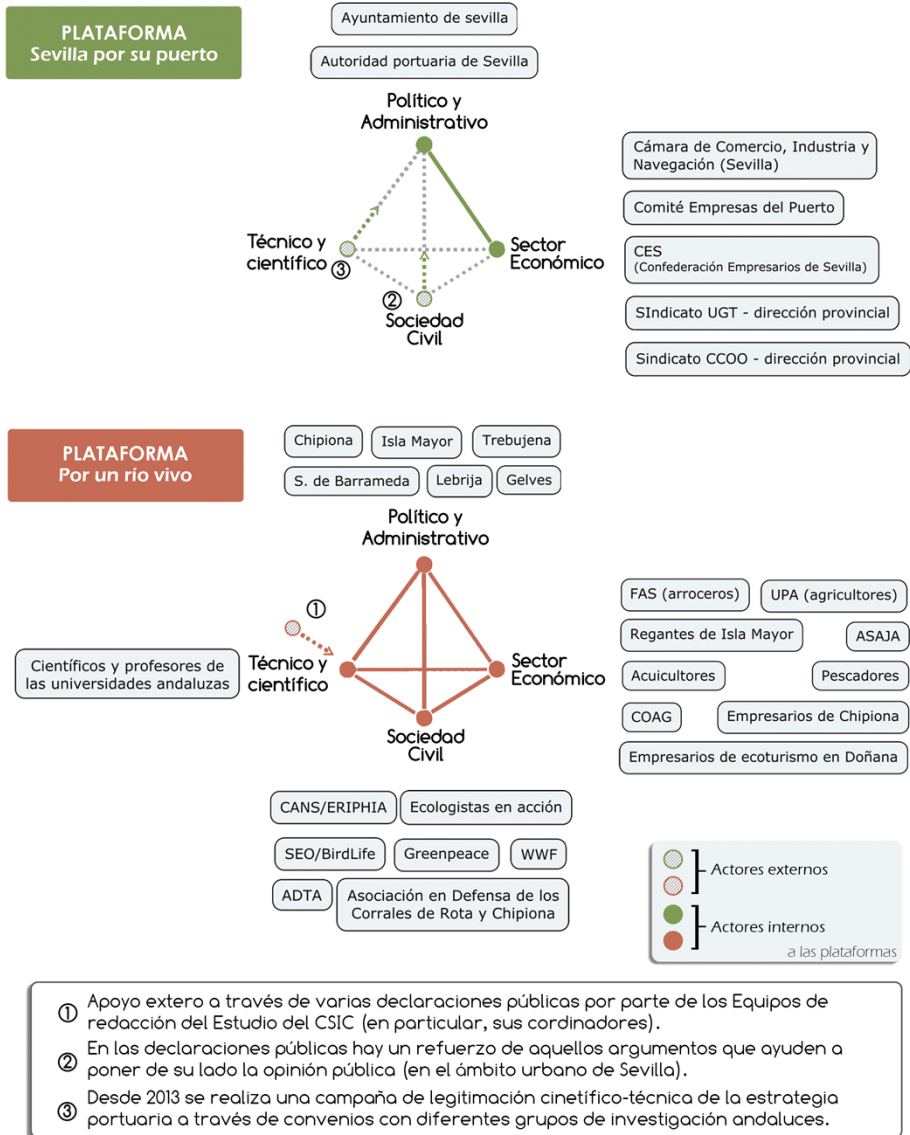 PLATAFORMA
Sevilla por su puerto
Ayuntamiento de sevilla
Autoridad portuaria de Sevilla
Político y
Administrativo
Cámara de Comercio, Industria y
Navegación (Sevilla)
Comité Empresas del Puerto
CES
(Confederación Empresarios de Sevilla)
SIndicato UGT - dirección provincial
Sindicato CCOO - dirección provincial
Técnico y
científico
③
Sector
Económico
②
Sociedad
Civil
PLATAFORMA
Por un río vivo
Chipiona
Isla Mayor
Trebujena
S. de Barrameda
Lebrija
Gelves
Político y
Administrativo
①
Científicos y profesores de
las universidades andaluzas
Técnico y
científico
Sector
Económico
Sociedad
Civil
FAS (arroceros)
UPA (agricultores)
Regantes de Isla Mayor
ASAJA
Acuicultores
Pescadores
COAG
Empresarios de Chipiona
Empresarios de ecoturismo en Doñana
CANS/ERIPHIA
Ecologistas en acción
SEO/BirdLife
Greenpeace
WWF
ADTA
Asociación en Defensa de los
Corrales de Rota y Chipiona
Actores externos
Actores internos
a las plataformas
① Apoyo extero a través de varias declaraciones públicas por parte de los Equipos de
redacción del Estudio del CSIC (en particular, sus cordinadores).
② En las declaraciones públicas hay un refuerzo de aquellos argumentos que ayuden a
poner de su lado la opinión pública (en el ámbito urbano de Sevilla).
③ Desde 2013 se realiza una campaña de legitimación cinetífico-técnica de la estrategia
portuaria a través de convenios con diferentes grupos de investigación andaluces.